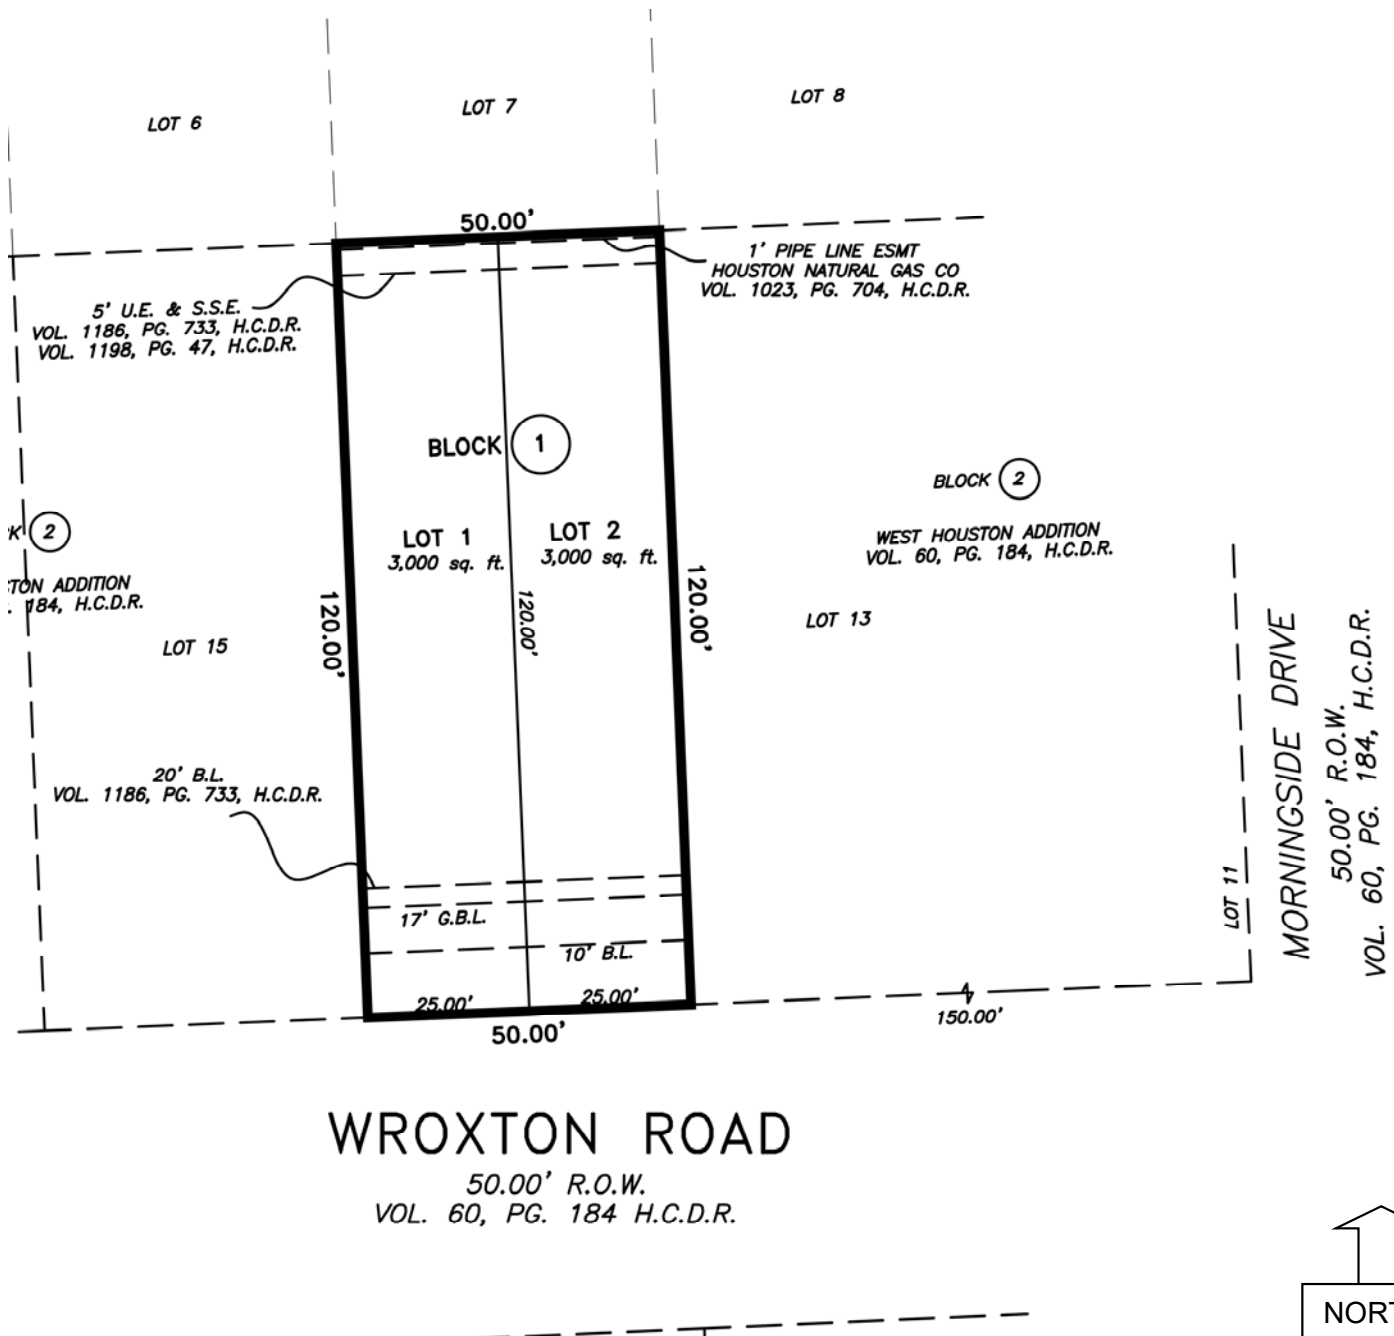 LOT 6
LOT 7
LOT 8
50.00'
1' PIPE LINE ESMT
HOUSTON NATURAL GAS CO
VOL. 1023, PG. 704, H.C.D.R.
5' U.E. & S.S.E.
VOL. 1186, PG. 733, H.C.D.R.
VOL. 1198, PG. 47, H.C.D.R.
BLOCK 1
BLOCK 2
WEST HOUSTON ADDITION
VOL. 60, PG. 184, H.C.D.R.
LOT 1
3,000 sq. ft.
LOT 2
3,000 sq. ft.
2
TON ADDITION
184, H.C.D.R.
120.00'
120.00'
120.00'
LOT 15
LOT 13
20' B.L.
VOL. 1186, PG. 733, H.C.D.R.
17' G.B.L.
10' B.L.
25.00'
25.00'
50.00'
150.00'
LOT 11
MORNINGSIDE DRIVE
50.00' R.O.W.
VOL. 60, PG. 184, H.C.D.R.
WROXTON ROAD
50.00' R.O.W.
VOL. 60, PG. 184 H.C.D.R.